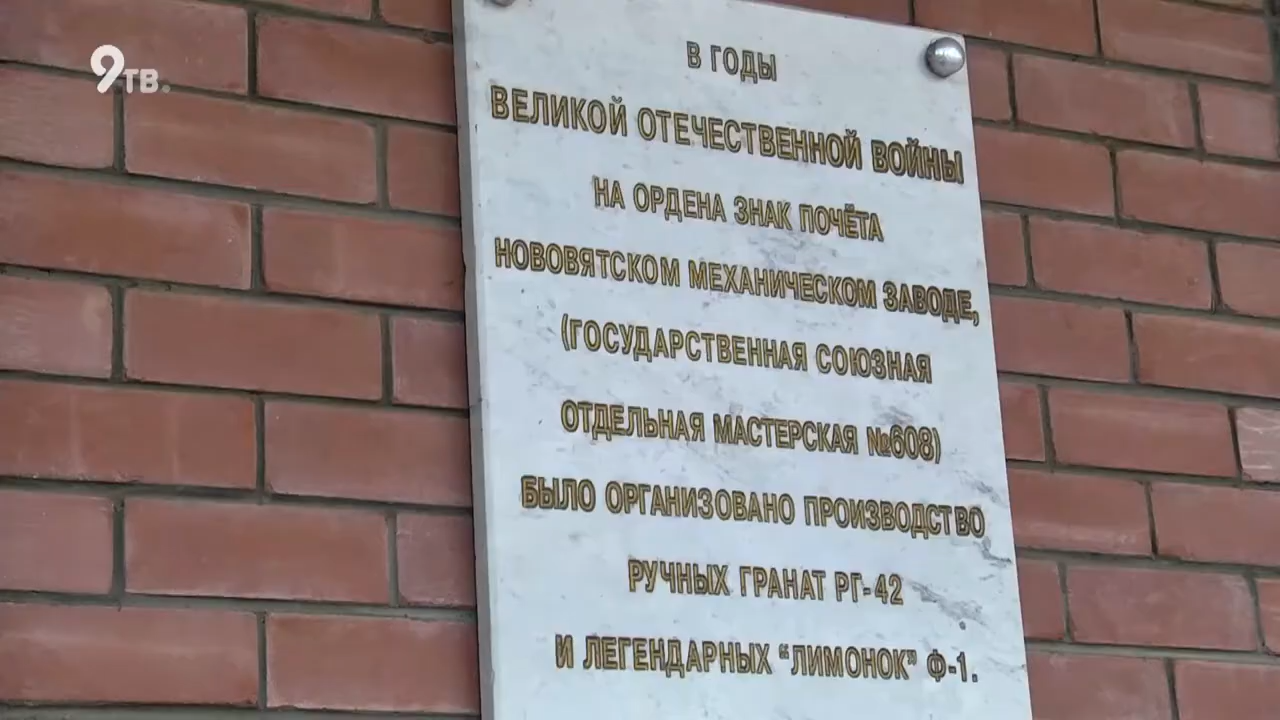 9ТВ.
В ГОДЫ
ВЕЛИКОЙ ОТЕЧЕСТВЕННОЙ ВОЙНЫ
НА ОРДЕНА ЗНАК ПОЧЁТА
НОВОВЯТСКОМ МЕХАНИЧЕСКОМ ЗАВОДЕ,
(ГОСУДАРСТВЕННАЯ СОЮЗНАЯ
ОТДЕЛЬНАЯ МАСТЕРСКАЯ №608)
БЫЛО ОРГАНИЗОВАНО ПРОИЗВОДСТВО
РУЧНЫХ ГРАНАТ РГ-42
И ЛЕГЕНДАРНЫХ “ЛИМОНОК” Ф-1.